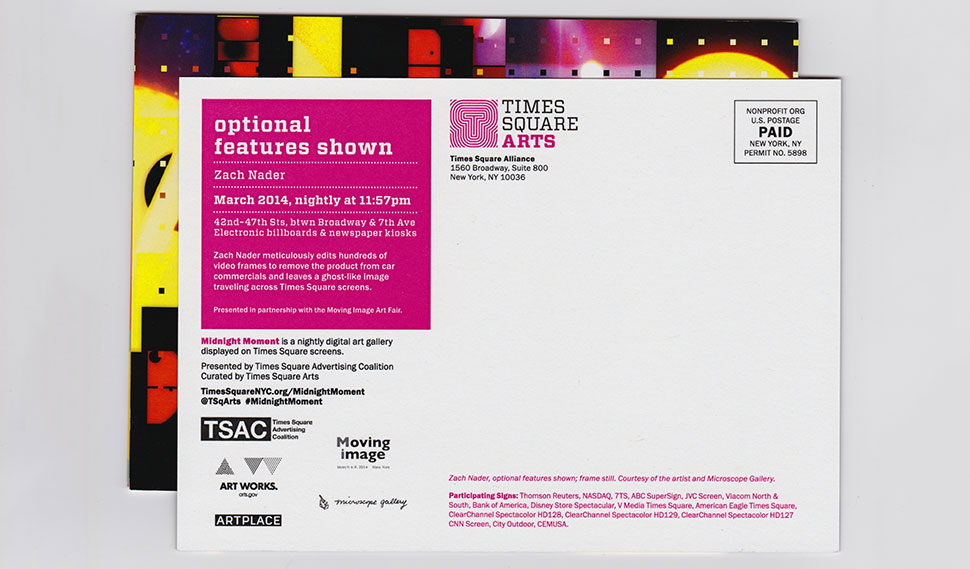 optional
features shown
Zach Nader
March 2014, nightly at 11:57pm
42nd–47th Sts, btwn Broadway & 7th Ave
Electronic billboards & newspaper kiosks
Zach Nader meticulously edits hundreds of
video frames to remove the product from car
commercials and leaves a ghost-like image
traveling across Times Square screens.
Presented in partnership with the Moving Image Art Fair.
Midnight Moment is a nightly digital art gallery
displayed on Times Square screens.
Presented by Times Square Advertising Coalition
Curated by Times Square Arts
TimesSquareNYC.org/MidnightMoment
@TSqArts #MidnightMoment
TSAC
Times Square
Advertising
Coalition
Moving
image
March 6-9, 2014 New York
ART WORKS.
arts.gov
microscope gallery
ARTPLACE
T
TIMES
SQUARE
ARTS
Times Square Alliance
1560 Broadway, Suite 800
New York, NY 10036
NONPROFIT ORG
U.S. POSTAGE
PAID
NEW YORK, NY
PERMIT NO. 5898
Zach Nader, optional features shown; frame still. Courtesy of the artist and Microscope Gallery.
Participating Signs: Thomson Reuters, NASDAQ, 7TS, ABC SuperSign, JVC Screen, Viacom North &
South, Bank of America, Disney Store Spectacular, V Media Times Square, American Eagle Times Square,
ClearChannel Spectacolor HD128, ClearChannel Spectacolor HD129, ClearChannel Spectacolor HD127
CNN Screen, City Outdoor, CEMUSA.